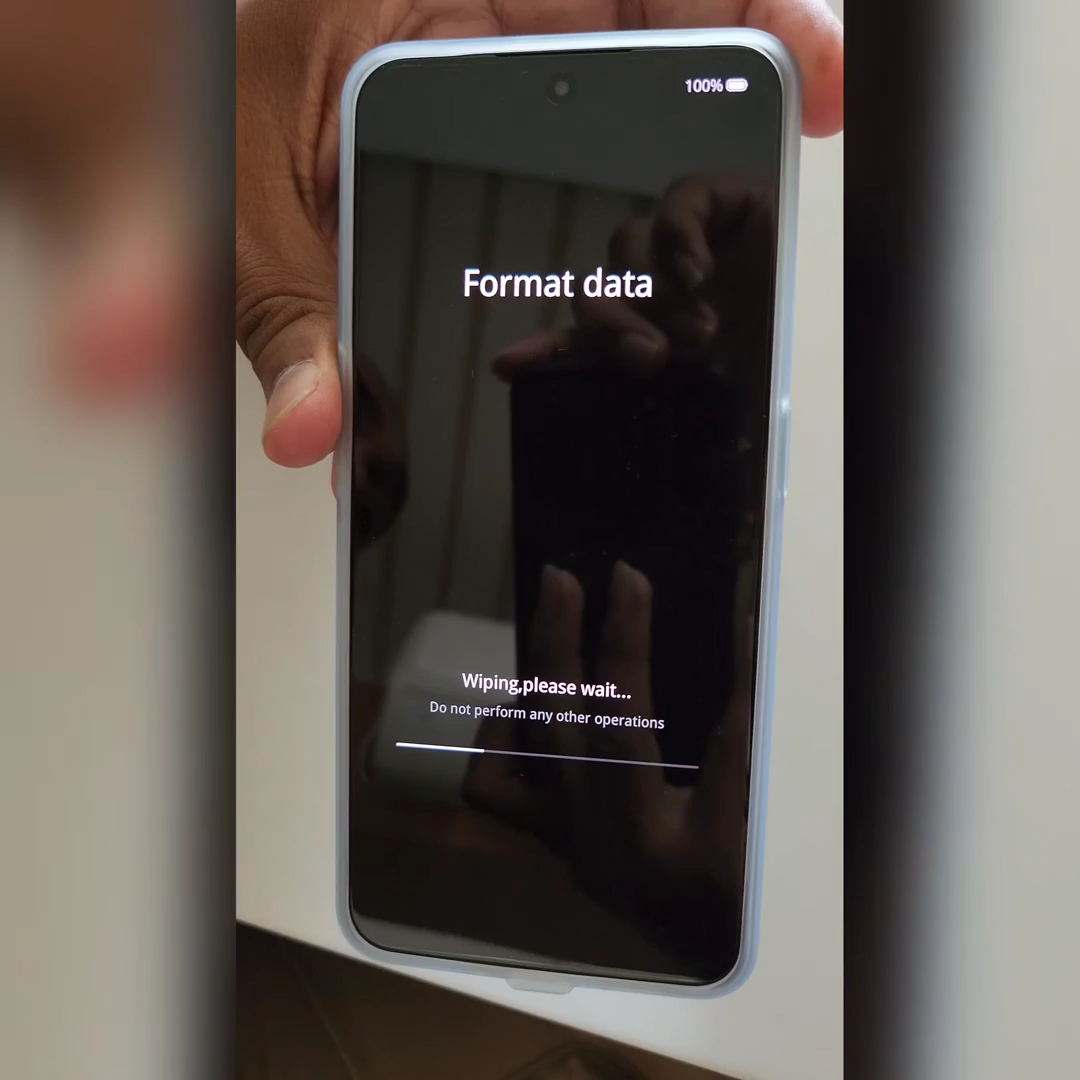 100%
Format data
Wiping,please wait...
Do not perform any other operations